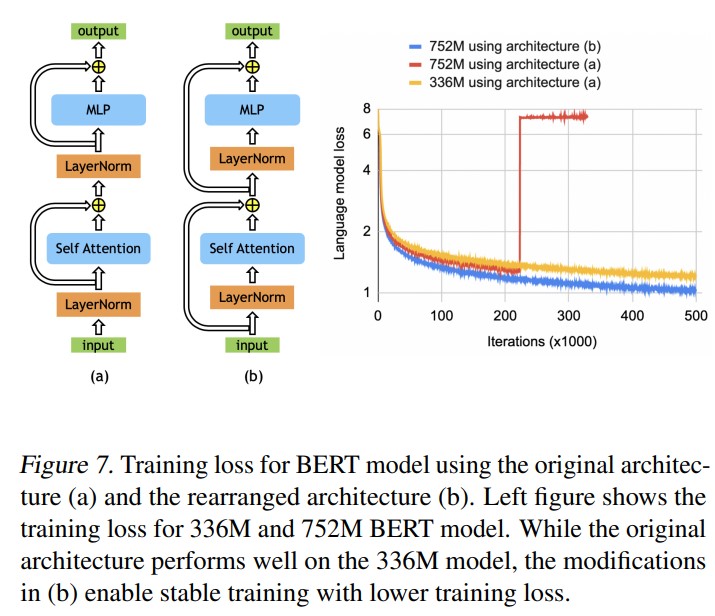 output
MLP
LayerNorm
Self Attention
LayerNorm
input
(a)
output
MLP
LayerNorm
Self Attention
LayerNorm
input
(b)
752M using architecture (b)
752M using architecture (a)
336M using architecture (a)
Language model loss
8
6
4
2
1
0
100
200
300
400
500
Iterations (x1000)
Figure 7. Training loss for BERT model using the original architec-
ture (a) and the rearranged architecture (b). Left figure shows the
training loss for 336M and 752M BERT model. While the original
architecture performs well on the 336M model, the modifications
in (b) enable stable training with lower training loss.